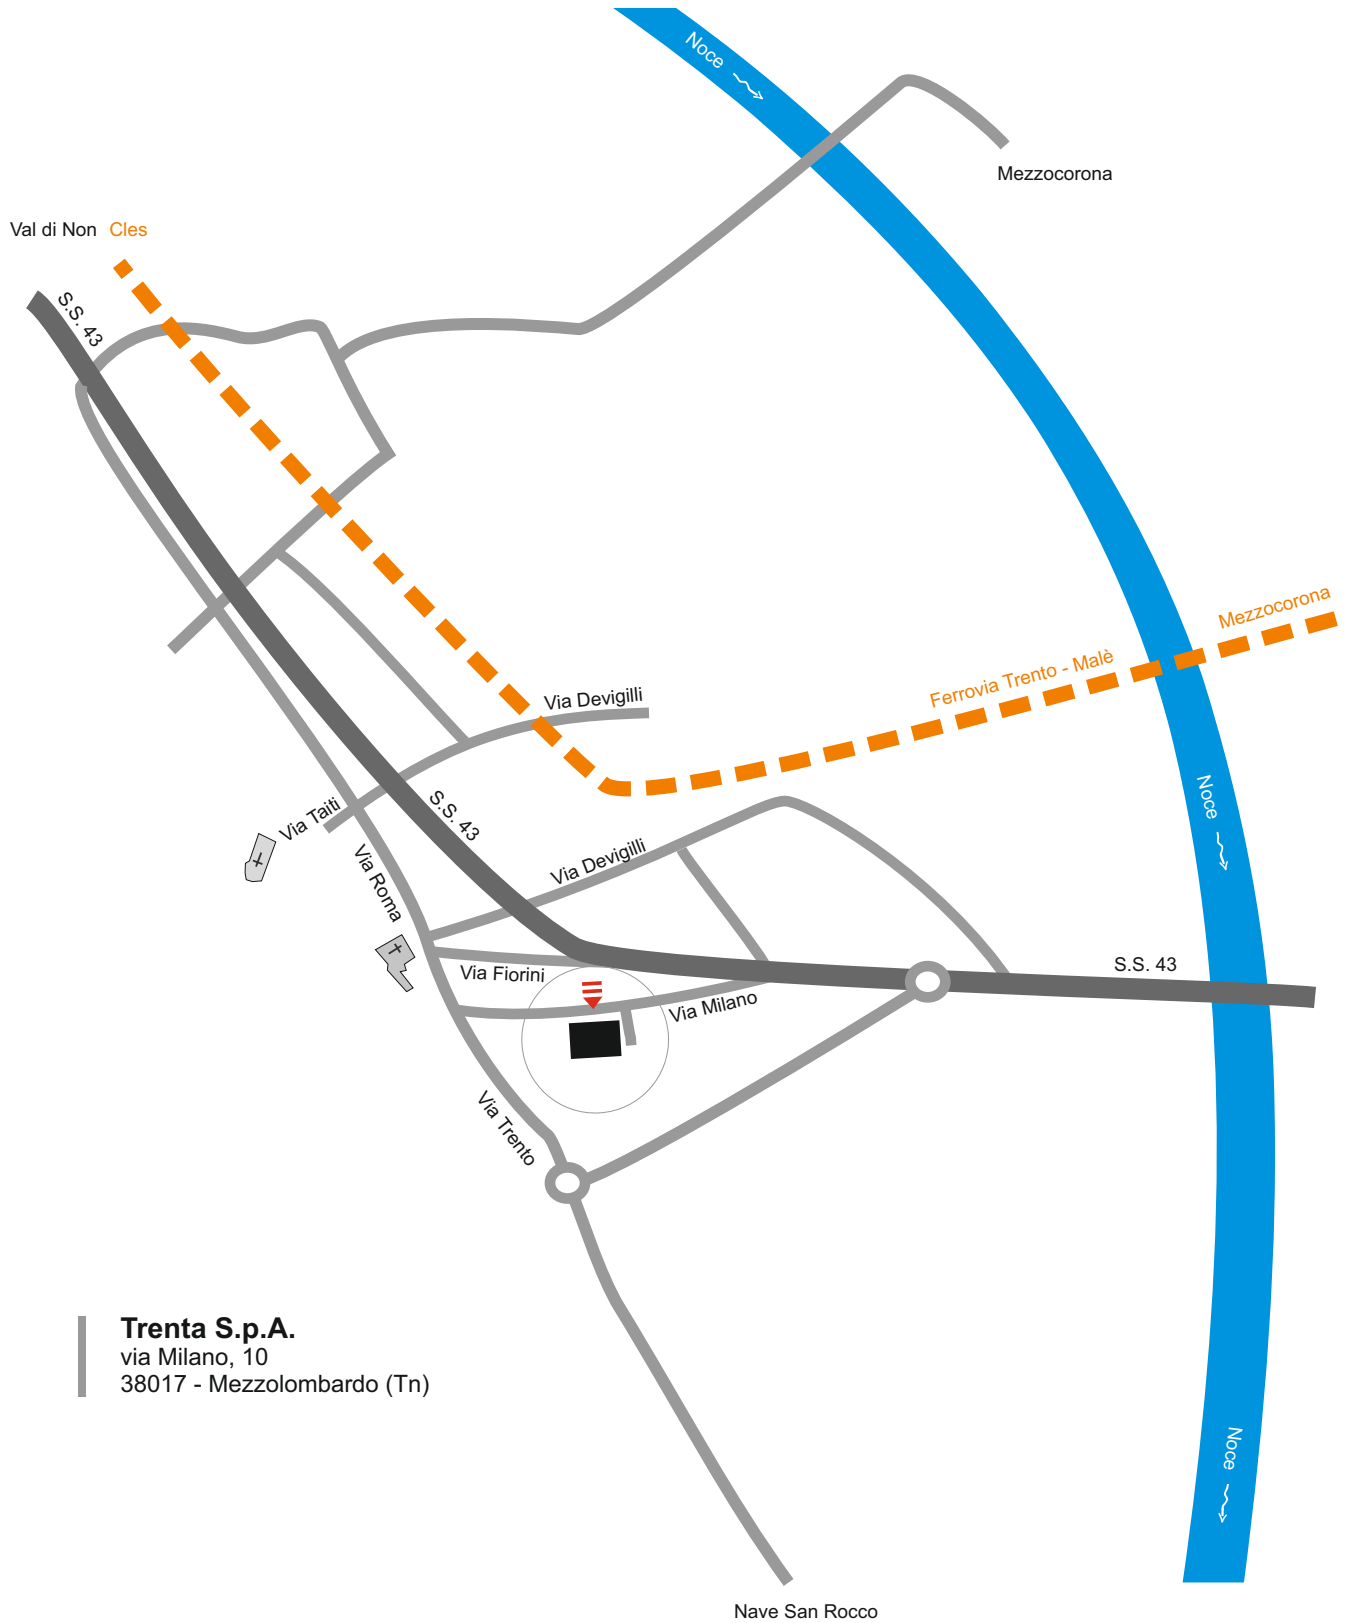 Noce
Mezzocorona
Val di Non Cles
S.S. 43
Mezzocorona
Ferrovia Trento - Malè
Via Devigilli
Noce
S.S. 43
Via Taiti
Via Devigilli
Via Roma
S.S. 43
Via Fiorini
Via Milano
Via Trento
Trenta S.p.A.
via Milano, 10
38017 - Mezzolombardo (Tn)
Noce
Nave San Rocco